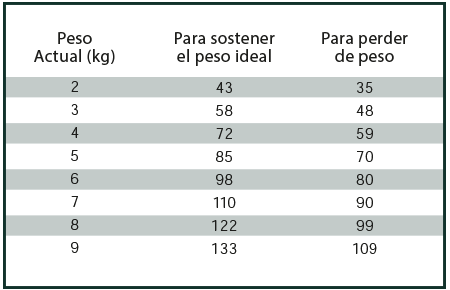 Peso Actual (kg) Para sostener el peso ideal Para perder de peso
2 43 35
3 58 48
4 72 59
5 85 70
6 98 80
7 110 90
8 122 99
9 133 109